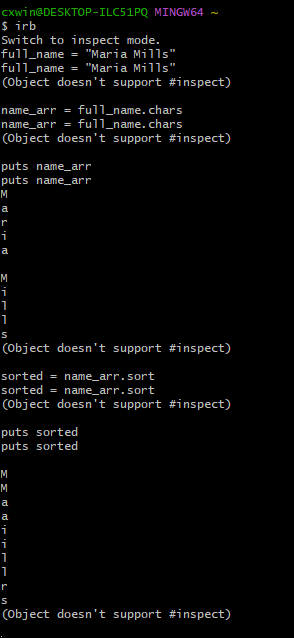 cxwin@DESKTOP-ILC51PQ MINGW64 ~
$ irb
Switch to inspect mode.
full_name = "Maria Mills"
full_name = "Maria Mills"
(Object doesn't support #inspect)

name_arr = full_name.chars
name_arr = full_name.chars
(Object doesn't support #inspect)

puts name_arr
puts name_arr
M
a
r
i
a

M
i
l
l
s
(Object doesn't support #inspect)

sorted = name_arr.sort
sorted = name_arr.sort
(Object doesn't support #inspect)

puts sorted
puts sorted

M
M
a
a
i
i
l
l
r
s
(Object doesn't support #inspect)